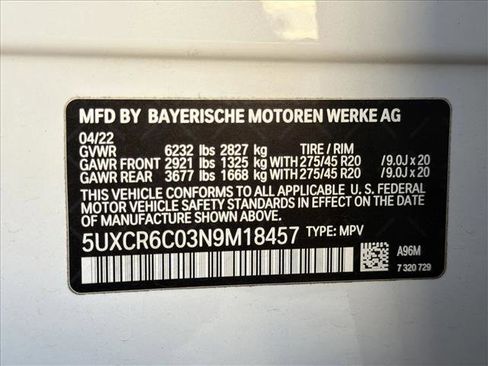 MFD BY BAYERISCHE MOTOREN WERKE AG
04/22
GVWR 6232 lbs 2827 kg TIRE / RIM
GAWR FRONT 2921 lbs 1325 kg WITH 275/45 R20 /9.0J x 20
GAWR REAR 3677 lbs 1668 kg WITH 275/45 R20 /9.0J x 20
THIS VEHICLE CONFORMS TO ALL APPLICABLE U. S. FEDERAL
MOTOR VEHICLE SAFETY STANDARDS IN EFFECT ON THE DATE
OF MANUFACTURE SHOWN ABOVE.
5UXCR6C03N9M18457 TYPE: MPV
A96M
7 320 729